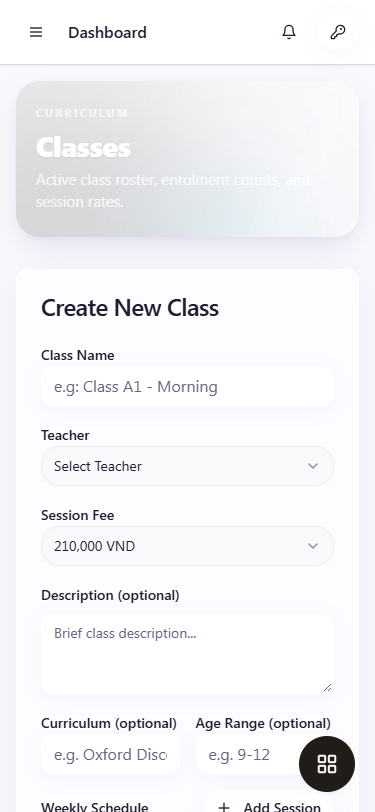 Dashboard
CURRICULUM
Classes
Active class roster, enrolment counts, and
session rates.
Create New Class
Class Name
e.g: Class A1 - Morning
Teacher
Select Teacher
Session Fee
210,000 VND
Description (optional)
Brief class description...
Curriculum (optional) Age Range (optional)
e.g. Oxford Disc e.g. 9-12
Weekly Schedule + Add Session